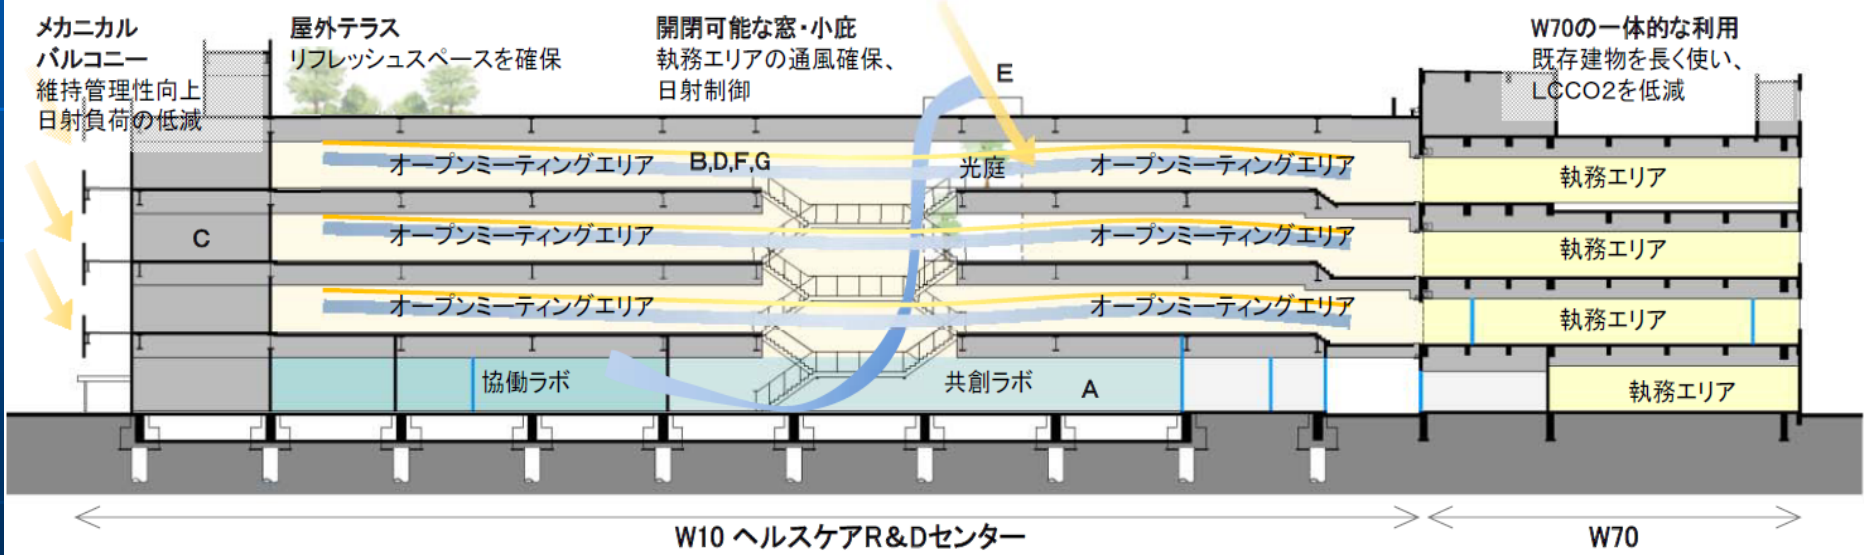 メカニカル
バルコニー
維持管理性向上
日射負荷の低減
屋外テラス
リフレッシュスペースを確保
開閉可能な窓・小庇
執務エリアの通風確保、
日射制御
E
W70の一体的な利用
既存建物を長く使い、
LCCO2を低減
オープンミーティングエリア
B,D,F,G
光庭
オープンミーティングエリア
執務エリア
C
オープンミーティングエリア
オープンミーティングエリア
執務エリア
オープンミーティングエリア
オープンミーティングエリア
執務エリア
協働ラボ
共創ラボ
A
執務エリア
W10 ヘルスケアR&Dセンター
W70